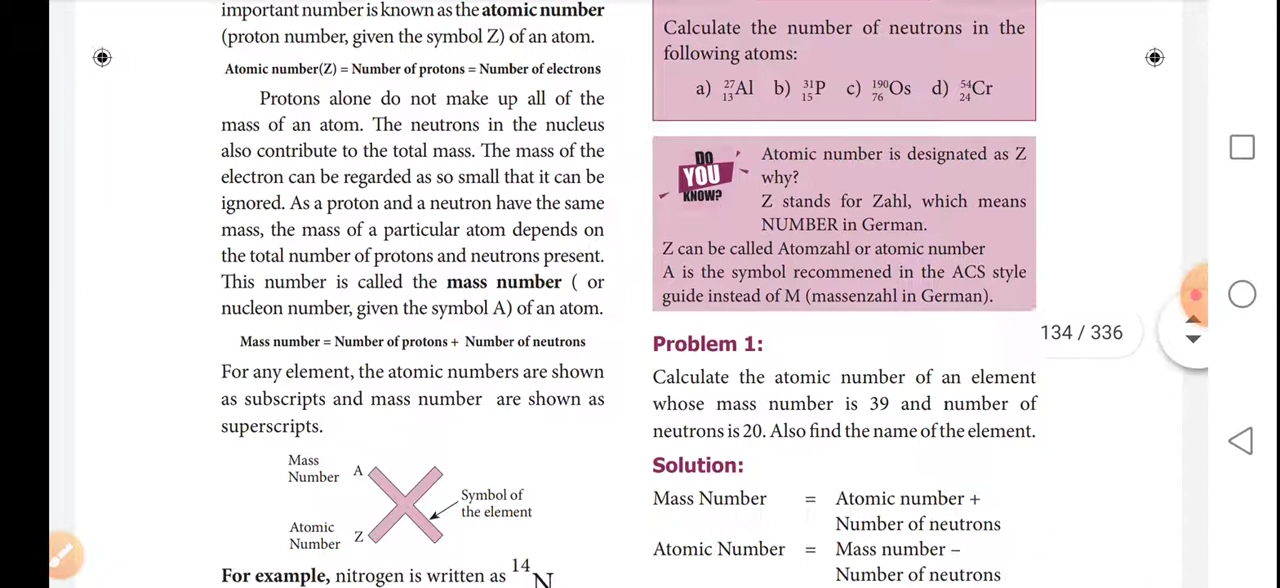 important number is known as the atomic number
(proton number, given the symbol Z) of an atom.
Atomic number(Z) = Number of protons = Number of electrons
Protons alone do not make up all of the
mass of an atom. The neutrons in the nucleus
also contribute to the total mass. The mass of the
electron can be regarded as so small that it can be
ignored. As a proton and a neutron have the same
mass, the mass of a particular atom depends on
the total number of protons and neutrons present.
This number is called the mass number ( or
nucleon number, given the symbol A) of an atom.
Mass number = Number of protons + Number of neutrons
For any element, the atomic numbers are shown
as subscripts and mass number are shown as
superscripts.
Mass
Number A
Symbol of
the element
Atomic
Number Z
For example, nitrogen is written as ¹⁴N
Calculate the number of neutrons in the
following atoms:
a) ²⁷₁₃Al b) ³¹₁₅P c) ¹⁹⁰₇₆Os d) ⁵⁴₂₄Cr
DO
YOU
KNOW?
Atomic number is designated as Z
why?
Z stands for Zahl, which means
NUMBER in German.
Z can be called Atomzahl or atomic number
A is the symbol recommened in the ACS style
guide instead of M (massenzahl in German).
Problem 1:
Calculate the atomic number of an element
whose mass number is 39 and number of
neutrons is 20. Also find the name of the element.
Solution:
Mass Number = Atomic number +
Number of neutrons
Atomic Number = Mass number –
Number of neutrons
134 / 336